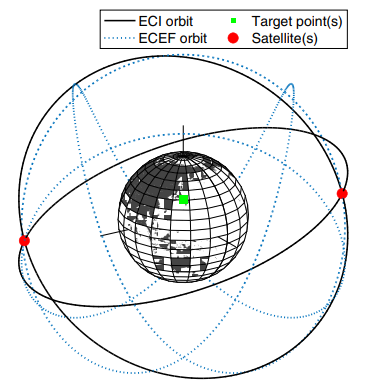 ECI orbit
ECEF orbit
Target point(s)
Satellite(s)